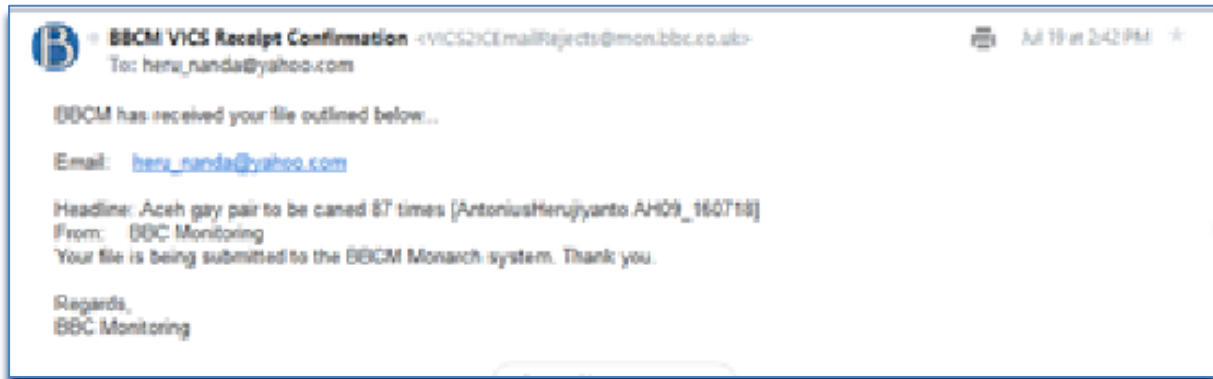 BBCM VICS Receipt Confirmation <VICS2ICEmailRejects@mon.bbc.co.uk>
Jul 19 at 2:42 PM
To: heru_nanda@yahoo.com
BBCM has received your file outlined below...
Email: heru_nanda@yahoo.com
Headline: Aceh gay pair to be caned 87 times [AntoniusHerujiyanto AH09_160718]
From: BBC Monitoring
Your file is being submitted to the BBCM Monarch system. Thank you.
Regards,
BBC Monitoring